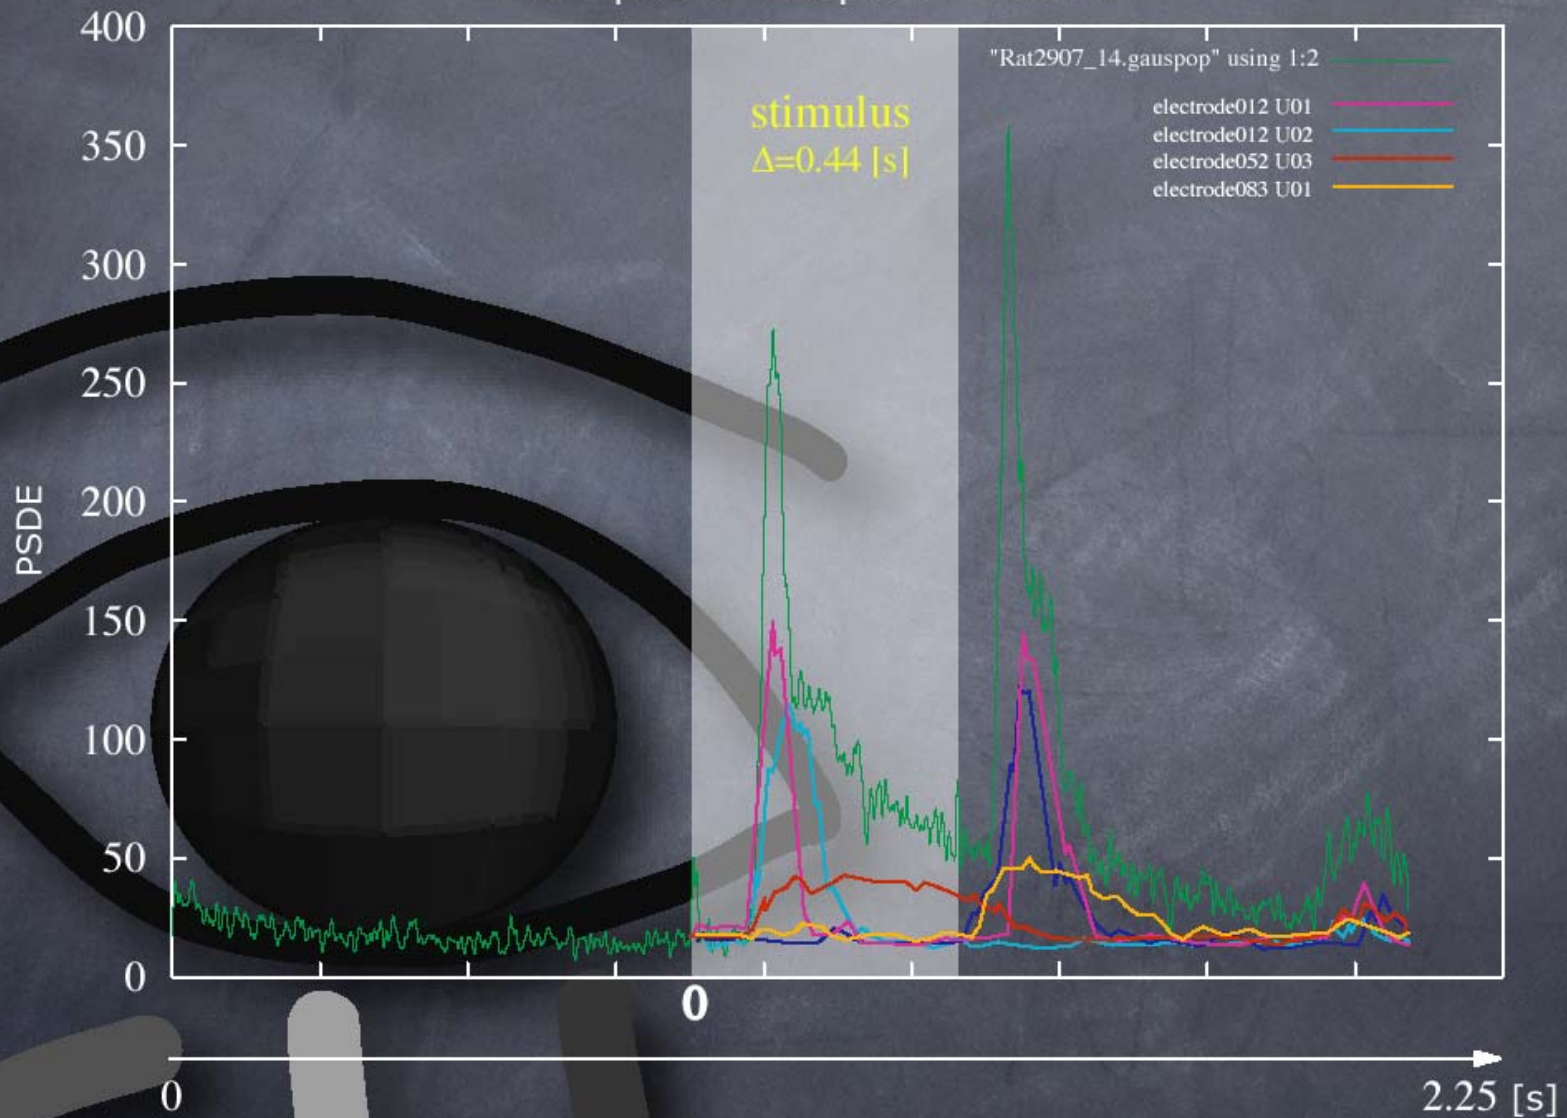 400
350
300
250
200
150
100
50
0
PSDE
stimulus
Δ=0.44 [s]
"Rat2907_14.gauspop" using 1:2
electrode012 U01
electrode012 U02
electrode052 U03
electrode083 U01
0
0
2.25 [s]